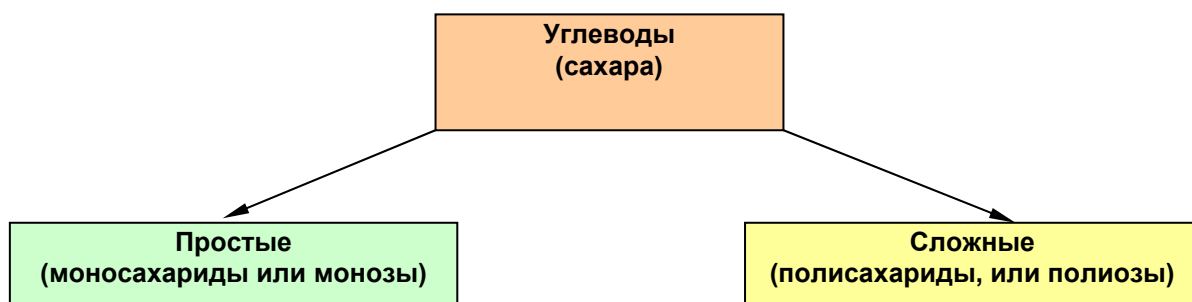 Углеводы
(сахара)
Простые
(моносахариды или монозы)
Сложные
(полисахариды, или полиозы)